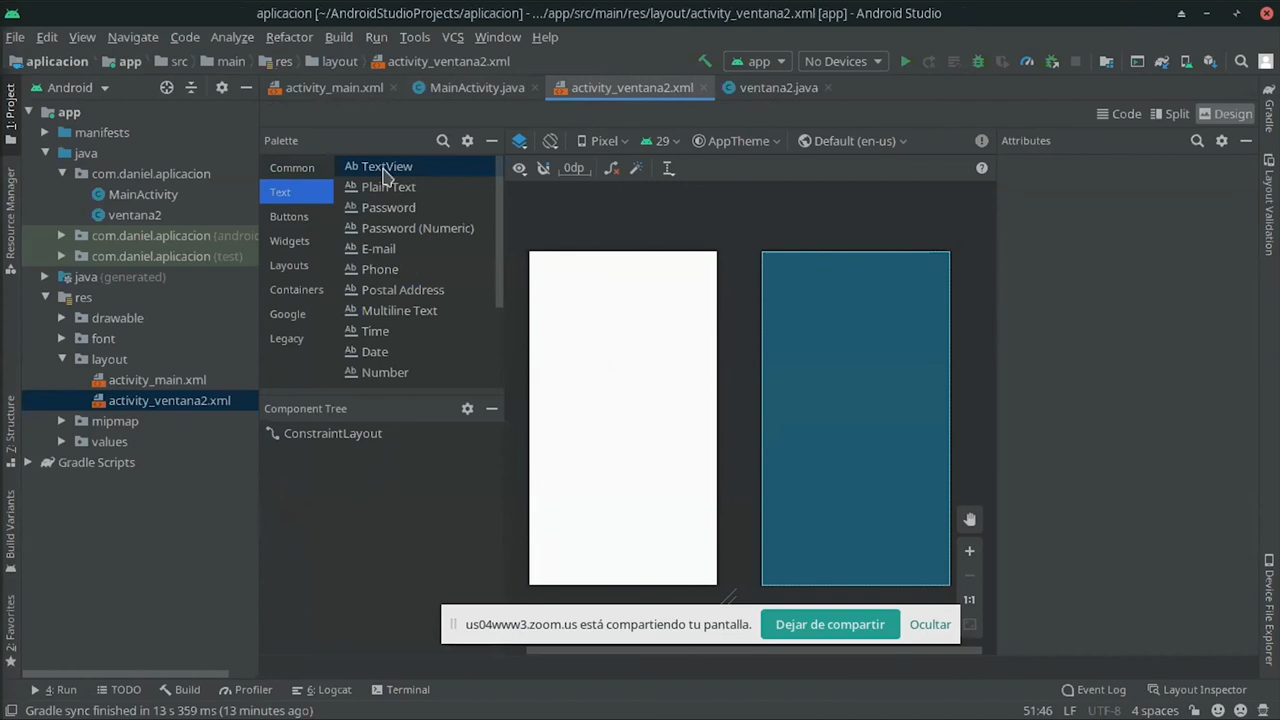 aplicacion [~/AndroidStudioProjects/aplicacion] - .../app/src/main/res/layout/activity_ventana2.xml [app] - Android Studio
File Edit View Navigate Code Analyze Refactor Build Run Tools VCS Window Help
aplicacion app src main res layout activity_ventana2.xml app No Devices
Android activity_main.xml MainActivity.java activity_ventana2.xml ventana2.java
Code Split Design
1: Project
Resource Manager
7: Structure
Build Variants
2: Favorites
app
manifests
java
com.daniel.aplicacion
MainActivity
ventana2
com.daniel.aplicacion (android
com.daniel.aplicacion (test)
java (generated)
res
drawable
font
layout
activity_main.xml
activity_ventana2.xml
mipmap
values
Gradle Scripts
Palette
Common
Text
Buttons
Widgets
Layouts
Containers
Google
Legacy
Ab TextView
Ab Plain Text
Ab Password
Ab Password (Numeric)
Ab E-mail
Ab Phone
Ab Postal Address
Ab Multiline Text
Ab Time
Ab Date
Ab Number
Component Tree
ConstraintLayout
Pixel 29 AppTheme Default (en-us)
0dp
1:1
Attributes
Gradle
Layout Validation
Device File Explorer
us04www3.zoom.us está compartiendo tu pantalla. Dejar de compartir Ocultar
4: Run TODO Build Profiler 6: Logcat Terminal Event Log Layout Inspector
Gradle sync finished in 13 s 359 ms (13 minutes ago) 51:46 LF UTF-8 4 spaces